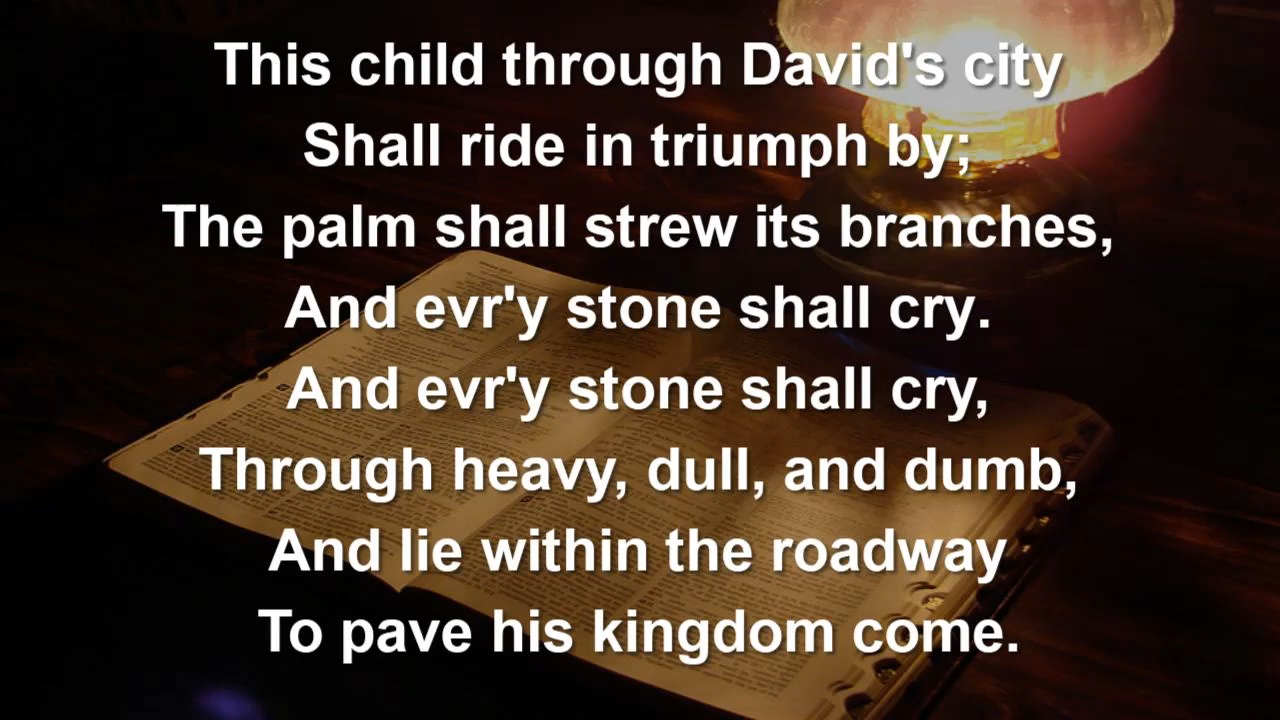 This child through David's city
Shall ride in triumph by;
The palm shall strew its branches,
And evr'y stone shall cry.
And evr'y stone shall cry,
Through heavy, dull, and dumb,
And lie within the roadway
To pave his kingdom come.